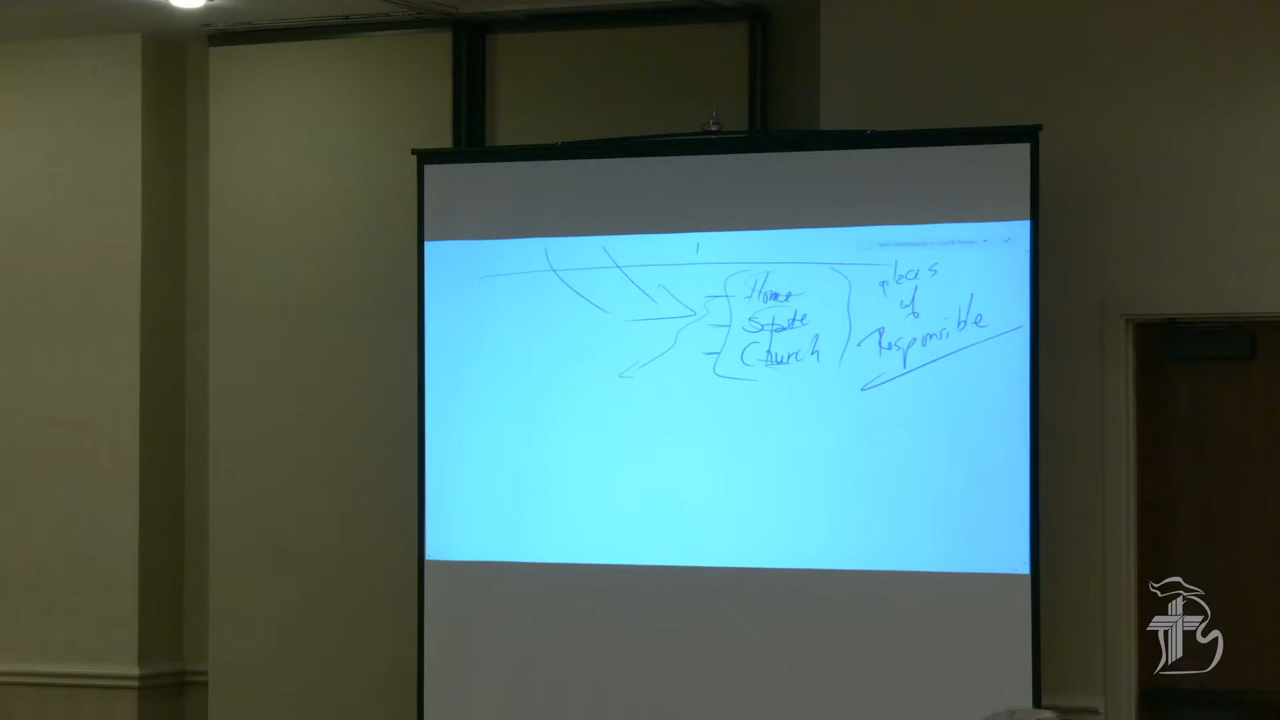 Home
State
Church
places
of
Responsible